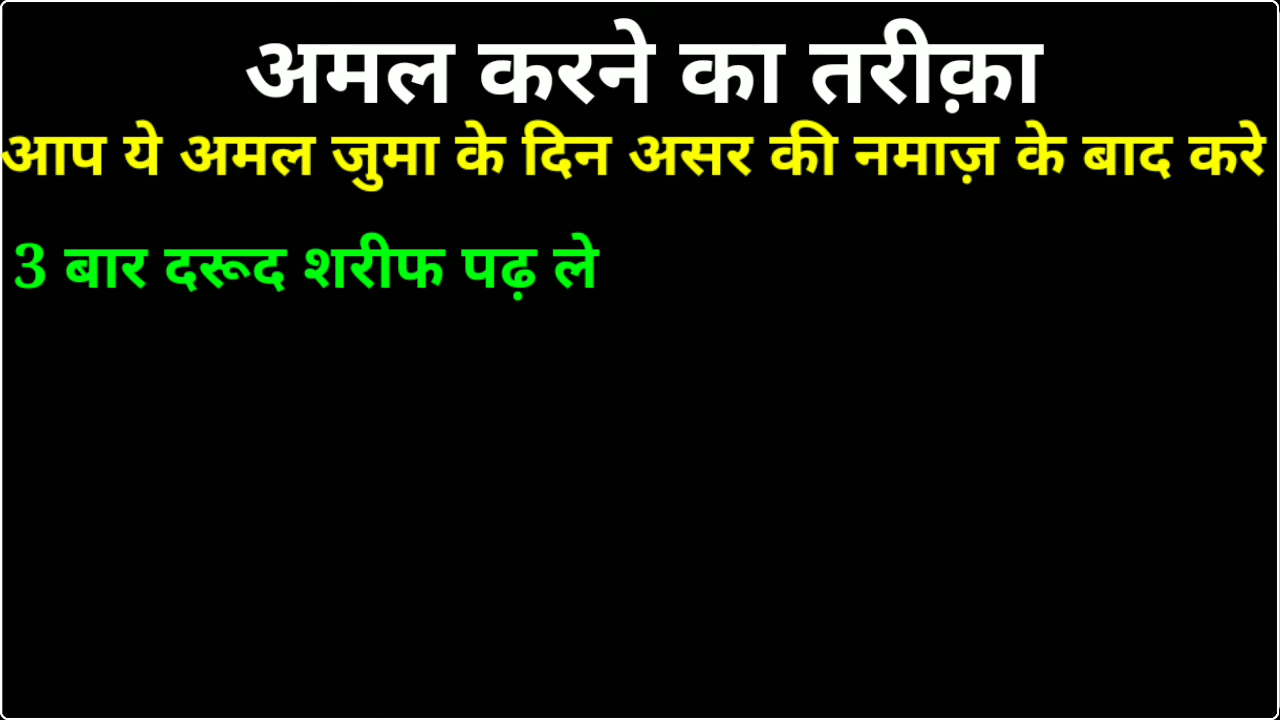 अमल करने का तरीक़ा
आप ये अमल जुमा के दिन असर की नमाज़ के बाद करे
3 बार दरूद शरीफ पढ़ ले